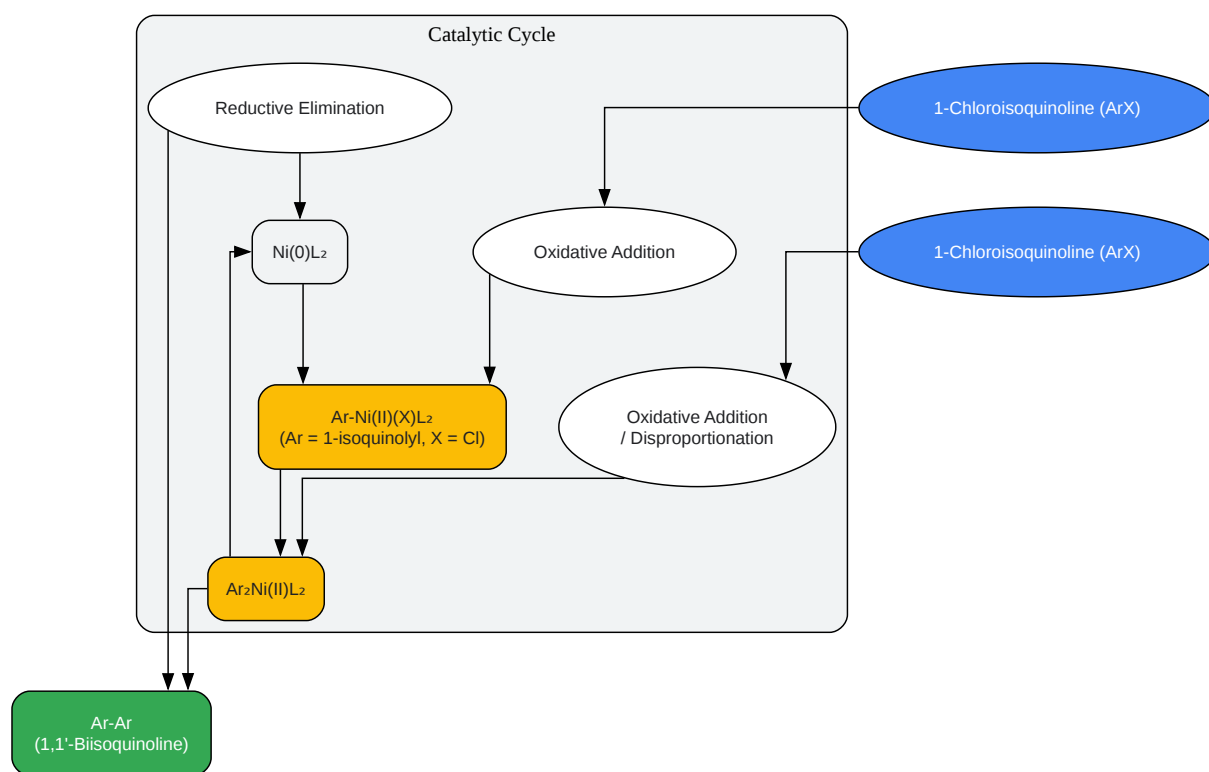 Catalytic Cycle
Reductive Elimination
1-Chloroisoquinoline (ArX)
Ni(0)L₂
Oxidative Addition
1-Chloroisoquinoline (ArX)
Ar-Ni(II)(X)L₂
(Ar = 1-isoquinolyl, X = Cl)
Oxidative Addition
/ Disproportionation
Ar₂Ni(II)L₂
Ar-Ar
(1,1'-Biisoquinoline)